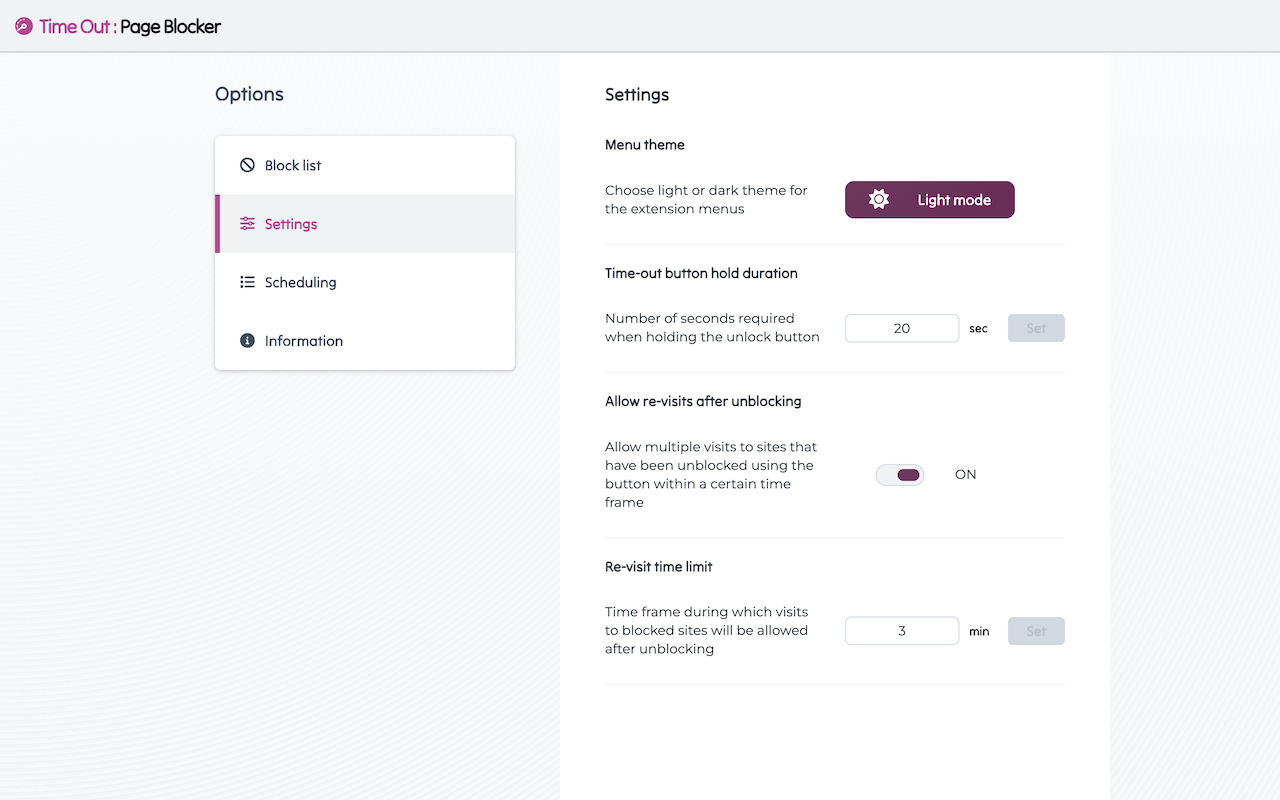 Time Out : Page Blocker
Options
Block list
Settings
Scheduling
Information
Settings
Menu theme
Choose light or dark theme for
the extension menus
Light mode
Time-out button hold duration
Number of seconds required
when holding the unlock button
20 sec Set
Allow re-visits after unblocking
Allow multiple visits to sites that
have been unblocked using the
button within a certain time
frame
ON
Re-visit time limit
Time frame during which visits
to blocked sites will be allowed
after unblocking
3 min Set